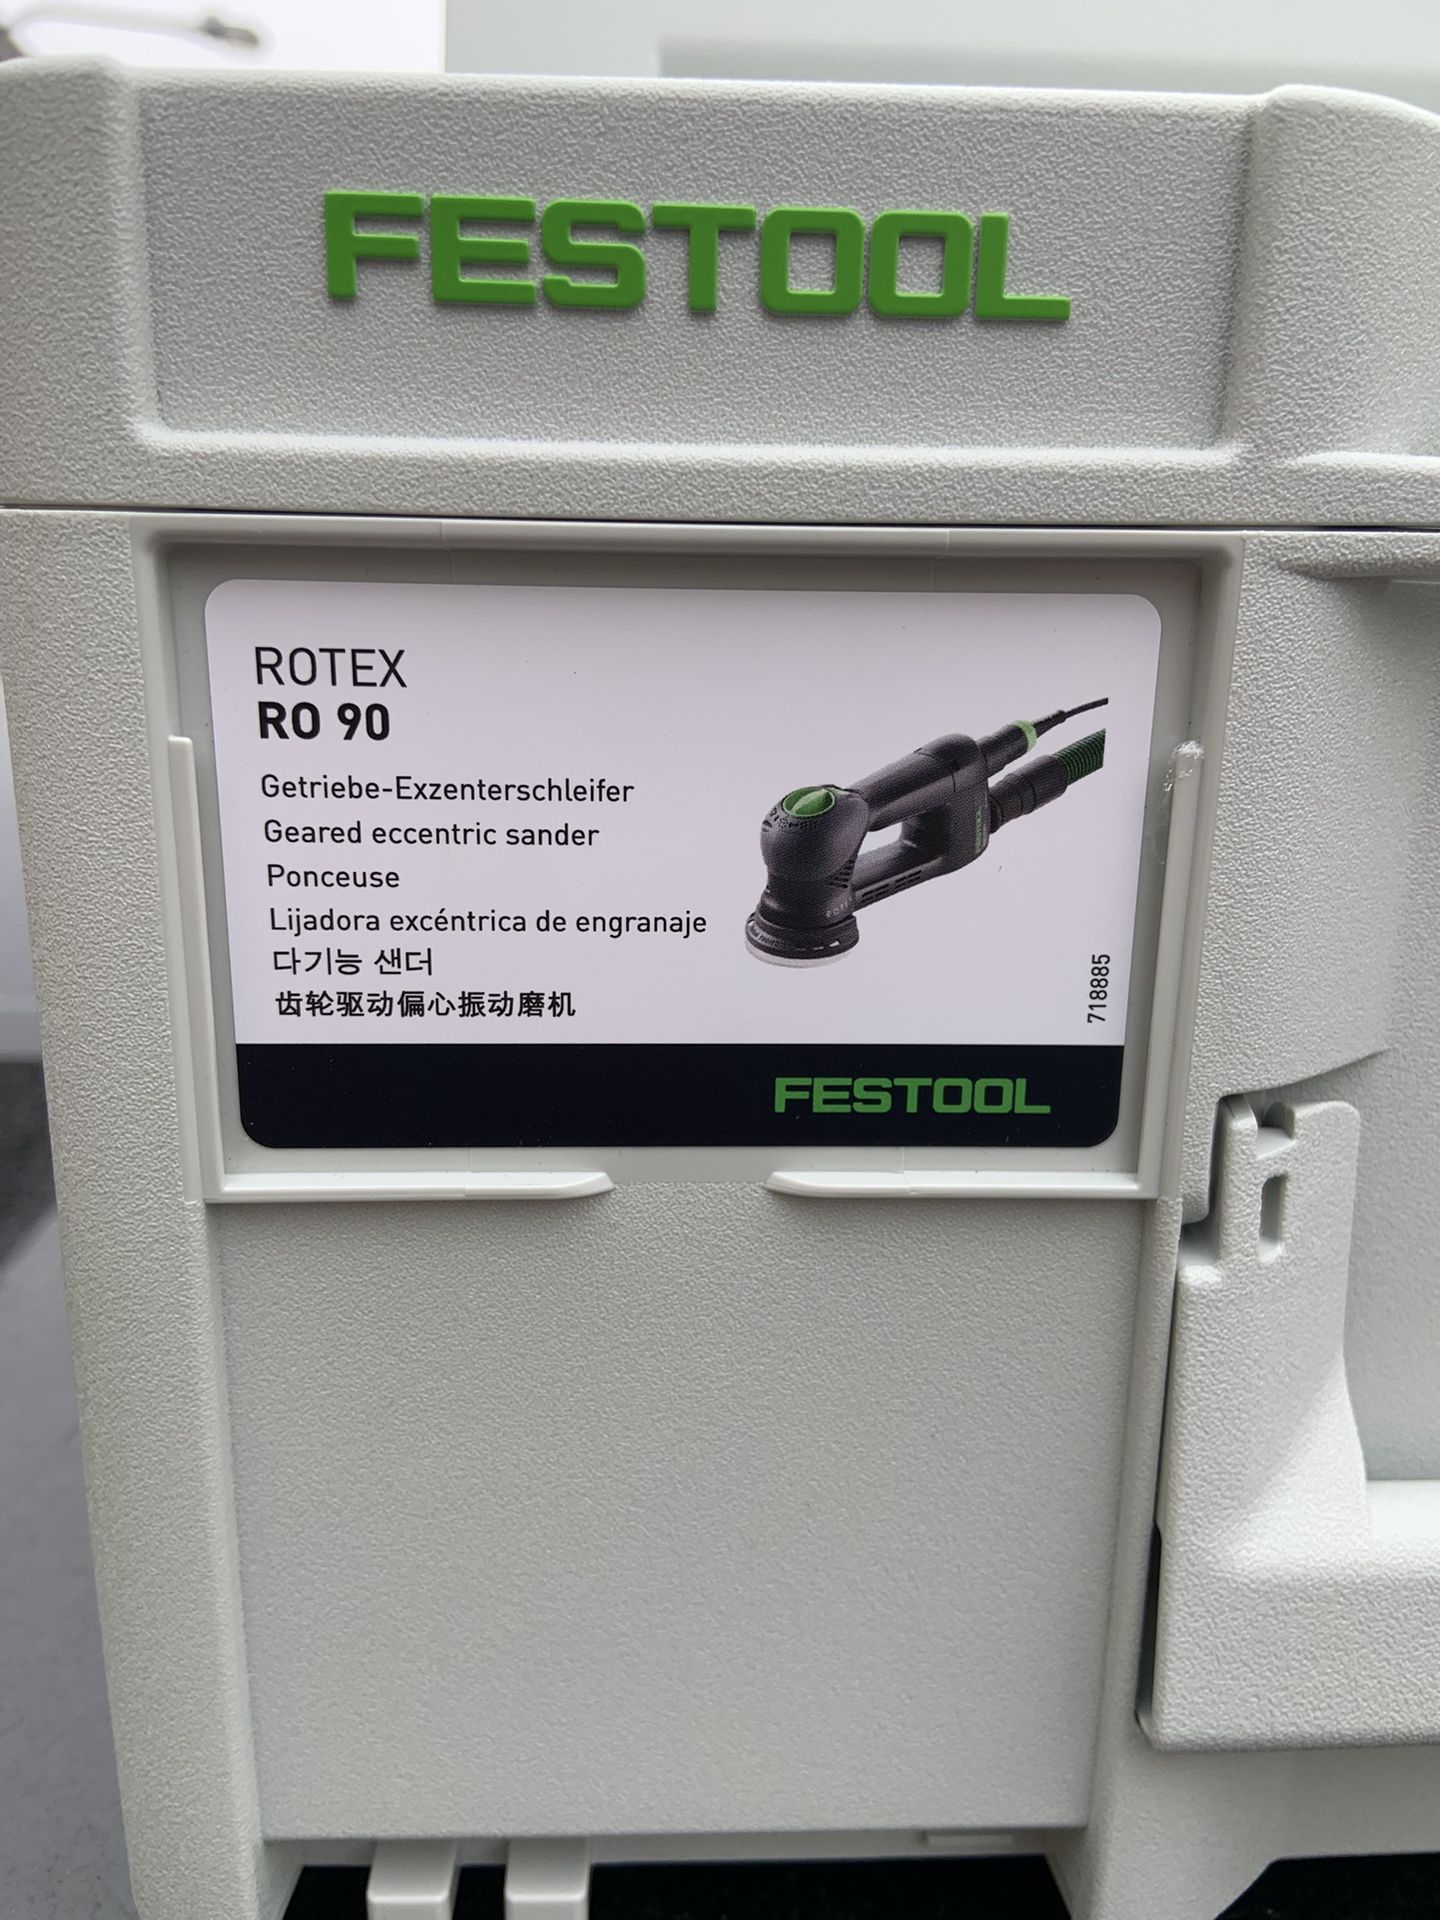 FESTOOL
ROTEX
RO 90
Getriebe-Exzenterschleifer
Geared eccentric sander
Ponceuse
Lijadora excéntrica de engranaje
다기능 샌더
齿轮驱动偏心振动磨机
718885
FESTOOL